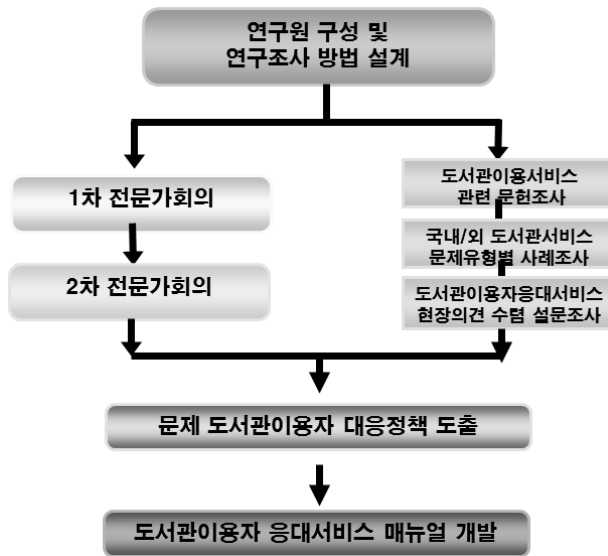 연구원 구성 및
연구조사 방법 설계
1차 전문가회의
2차 전문가회의
도서관이용서비스
관련 문헌조사
국내/외 도서관서비스
문제유형별 사례조사
도서관이용자응대서비스
현장의견 수렴 설문조사
문제 도서관이용자 대응정책 도출
도서관이용자 응대서비스 매뉴얼 개발